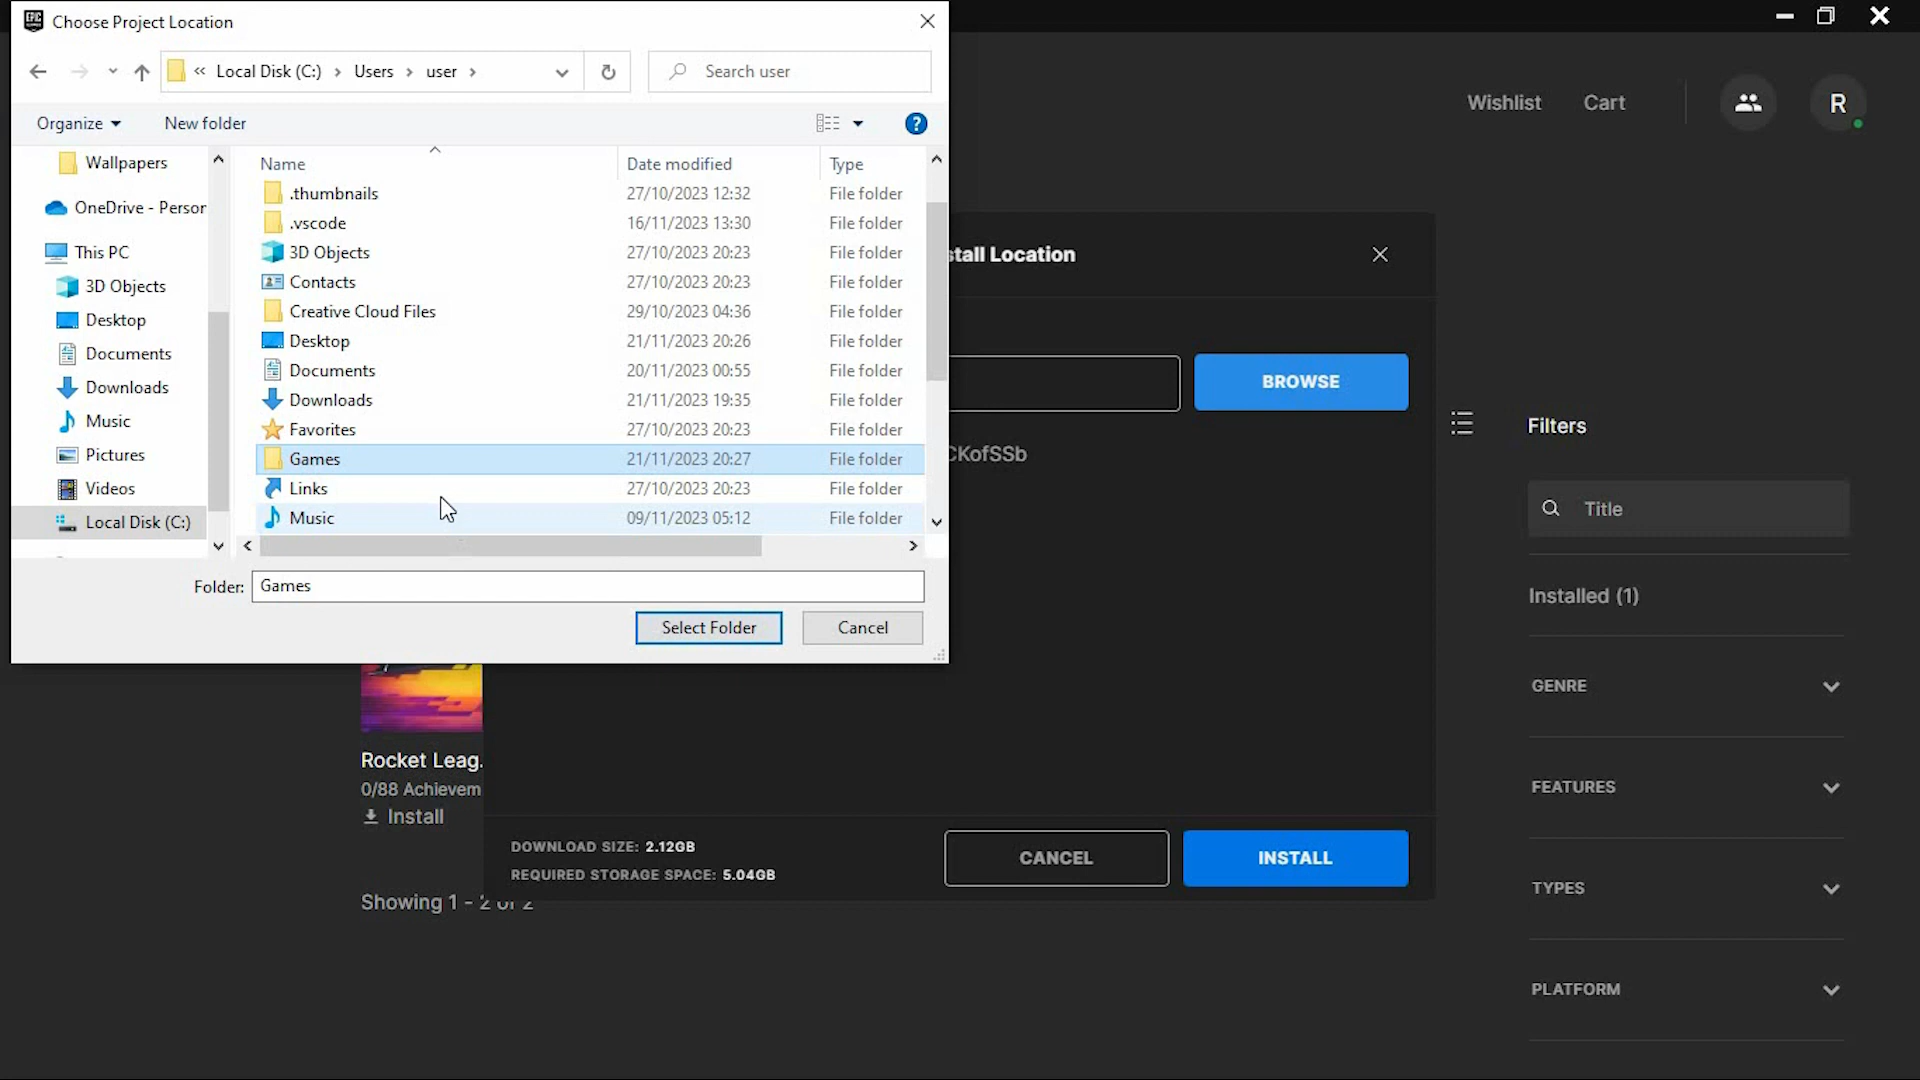 Choose Project Location
« Local Disk (C:) › Users › user ›
Search user
Organize
New folder
Wallpapers
OneDrive - Person
This PC
3D Objects
Desktop
Documents
Downloads
Music
Pictures
Videos
Local Disk (C:)
Name Date modified Type
.thumbnails 27/10/2023 12:32 File folder
.vscode 16/11/2023 13:30 File folder
3D Objects 27/10/2023 20:23 File folder
Contacts 27/10/2023 20:23 File folder
Creative Cloud Files 29/10/2023 04:36 File folder
Desktop 21/11/2023 20:26 File folder
Documents 20/11/2023 00:55 File folder
Downloads 21/11/2023 19:35 File folder
Favorites 27/10/2023 20:23 File folder
Games 21/11/2023 20:27 File folder
Links 27/10/2023 20:23 File folder
Music 09/11/2023 05:12 File folder
Folder: Games
Select Folder
Cancel
Wishlist
Cart
R
stall Location
BROWSE
CKofSSb
Filters
Title
Installed (1)
GENRE
FEATURES
TYPES
PLATFORM
Rocket Leag.
0/88 Achievem
Install
DOWNLOAD SIZE: 2.12GB
REQUIRED STORAGE SPACE: 5.04GB
CANCEL
INSTALL
Showing 1 - 2 of 2